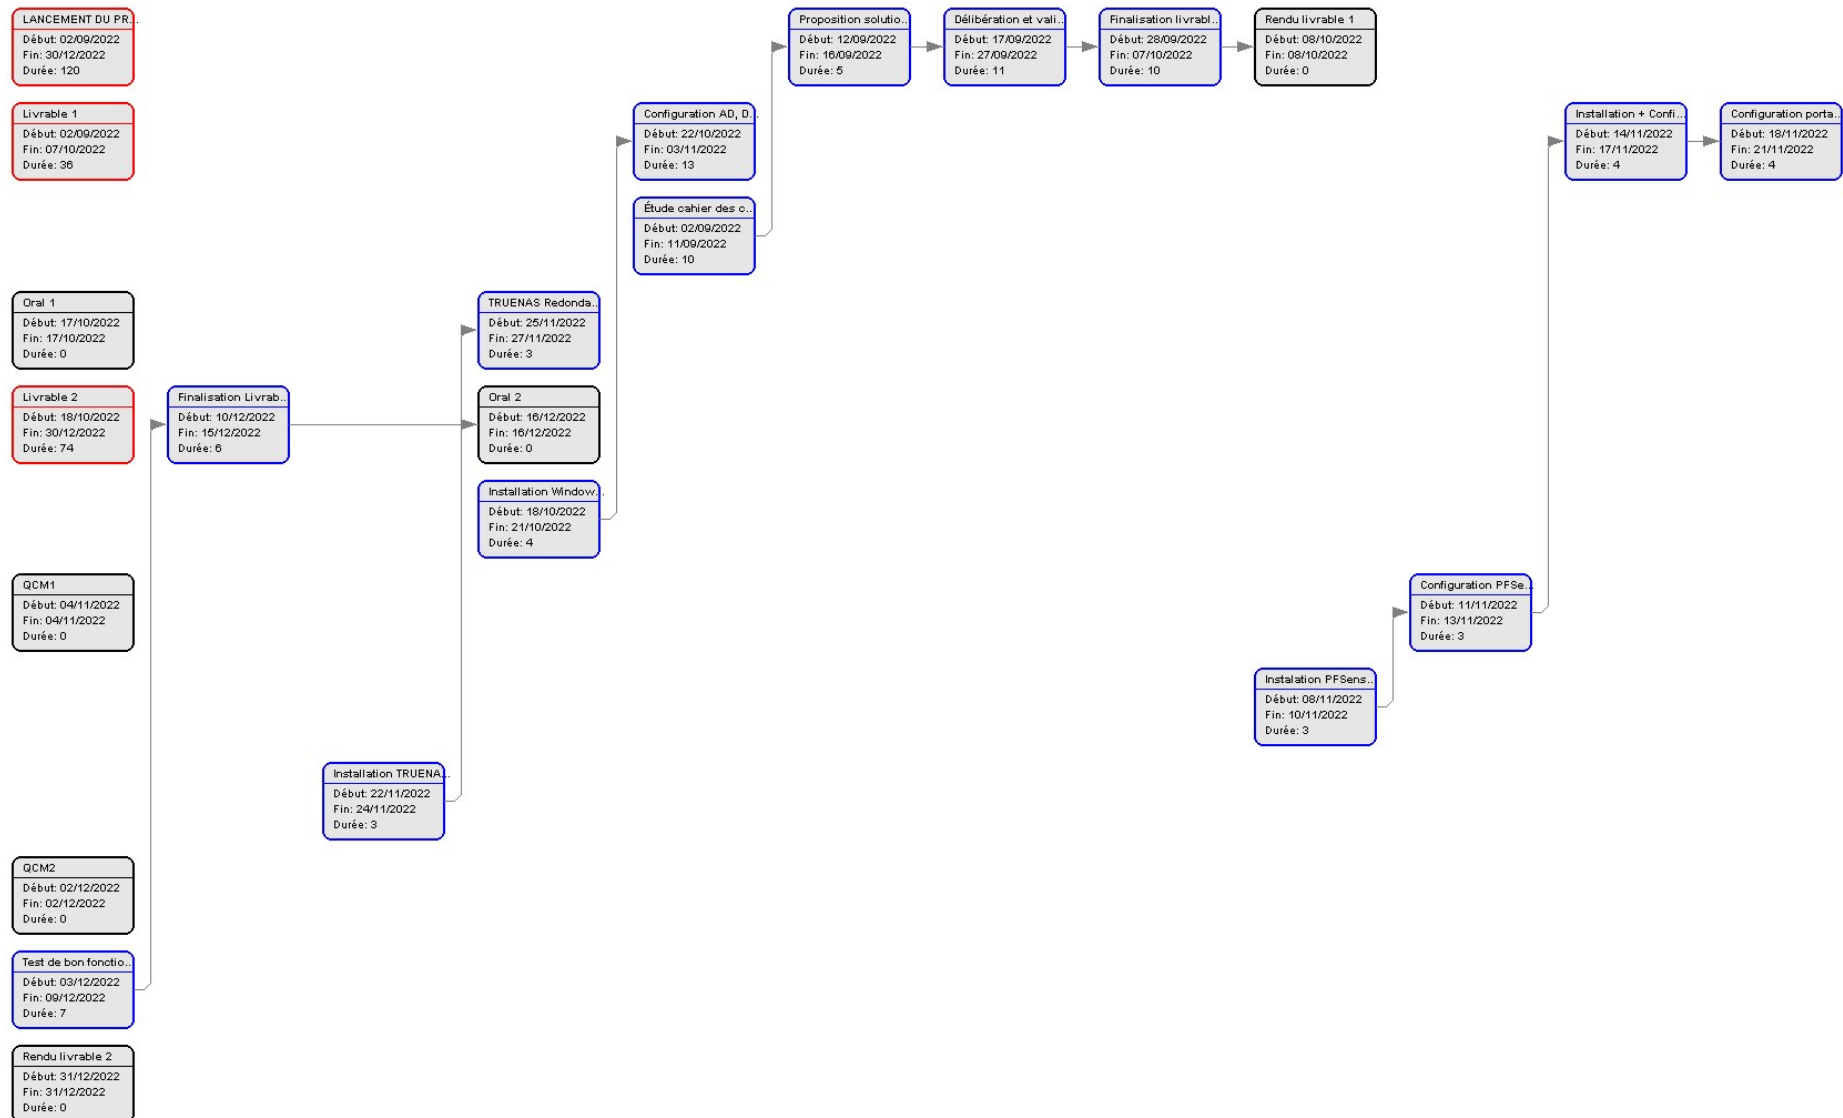 LANCEMENT DU PR...
Début: 02/09/2022
Fin: 30/12/2022
Durée: 120
Proposition solutio...
Début: 12/09/2022
Fin: 16/09/2022
Durée: 5
Délibération et vali...
Début: 17/09/2022
Fin: 27/09/2022
Durée: 11
Finalisation livrabl...
Début: 28/09/2022
Fin: 07/10/2022
Durée: 10
Rendu livrable 1
Début: 08/10/2022
Fin: 08/10/2022
Durée: 0
Livrable 1
Début: 02/09/2022
Fin: 07/10/2022
Durée: 36
Configuration AD, D...
Début: 22/10/2022
Fin: 03/11/2022
Durée: 13
Installation + Confi...
Début: 14/11/2022
Fin: 17/11/2022
Durée: 4
Configuration porta...
Début: 18/11/2022
Fin: 21/11/2022
Durée: 4
Étude cahier des c...
Début: 02/09/2022
Fin: 11/09/2022
Durée: 10
Oral 1
Début: 17/10/2022
Fin: 17/10/2022
Durée: 0
TRUENAS Redonda...
Début: 25/11/2022
Fin: 27/11/2022
Durée: 3
Livrable 2
Début: 18/10/2022
Fin: 30/12/2022
Durée: 74
Finalisation Livrab...
Début: 10/12/2022
Fin: 15/12/2022
Durée: 6
Oral 2
Début: 16/12/2022
Fin: 16/12/2022
Durée: 0
Installation Window...
Début: 18/10/2022
Fin: 21/10/2022
Durée: 4
QCM1
Début: 04/11/2022
Fin: 04/11/2022
Durée: 0
Configuration PFSe...
Début: 11/11/2022
Fin: 13/11/2022
Durée: 3
Instalation PFSens...
Début: 08/11/2022
Fin: 10/11/2022
Durée: 3
Installation TRUENA...
Début: 22/11/2022
Fin: 24/11/2022
Durée: 3
QCM2
Début: 02/12/2022
Fin: 02/12/2022
Durée: 0
Test de bon fonctio...
Début: 03/12/2022
Fin: 09/12/2022
Durée: 7
Rendu livrable 2
Début: 31/12/2022
Fin: 31/12/2022
Durée: 0